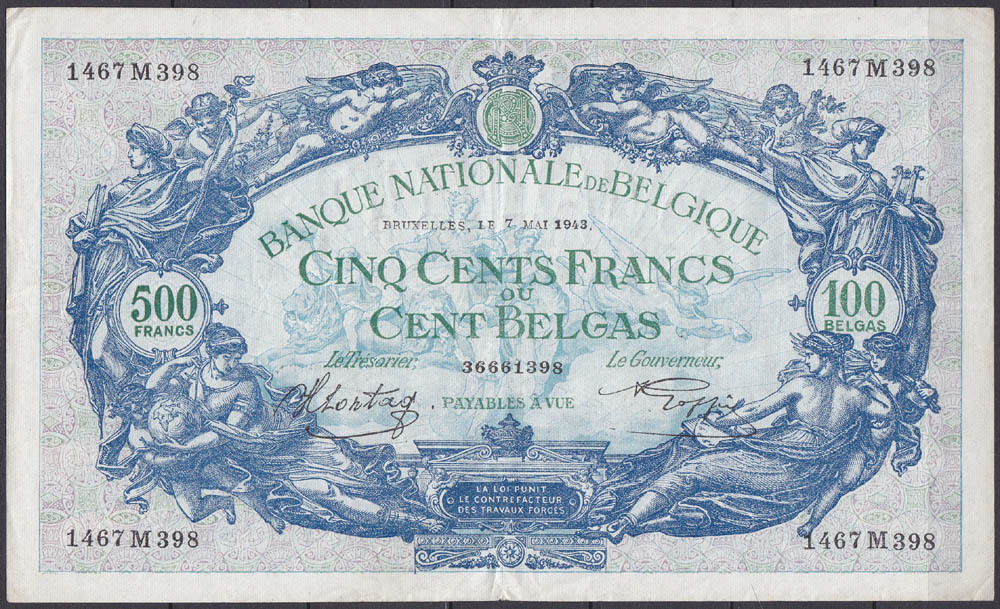 1467 M 398
1467 M 398
BANQUE NATIONALE DE BELGIQUE
BRUXELLES, LE 7 MAI 1943.
CINQ CENTS FRANCS
OU
CENT BELGAS
500
FRANCS
100
BELGAS
Le Trésorier,
36661398
Le Gouverneur,
PAYABLES À VUE
LA LOI PUNIT
LE CONTREFACTEUR
DES TRAVAUX FORCÉS
1467 M 398
1467 M 398